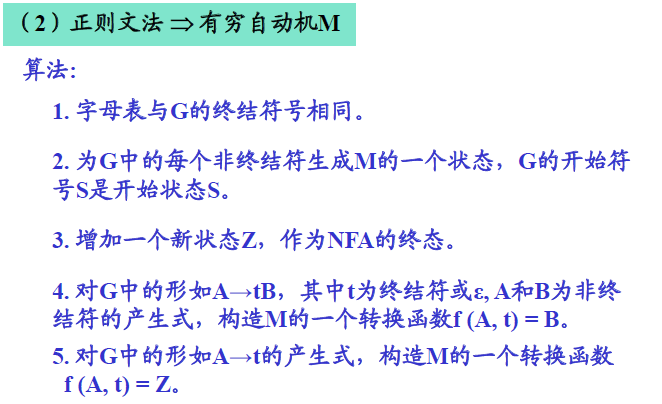 （2）正则文法 ⇒ 有穷自动机M
算法:
1. 字母表与G的终结符号相同。
2. 为G中的每个非终结符生成M的一个状态，G的开始符
号S是开始状态S。
3. 增加一个新状态Z，作为NFA的终态。
4. 对G中的形如A→tB，其中t为终结符或ε, A和B为非终
结符的产生式，构造M的一个转换函数f (A, t) = B。
5. 对G中的形如A→t的产生式，构造M的一个转换函数
f (A, t) = Z。